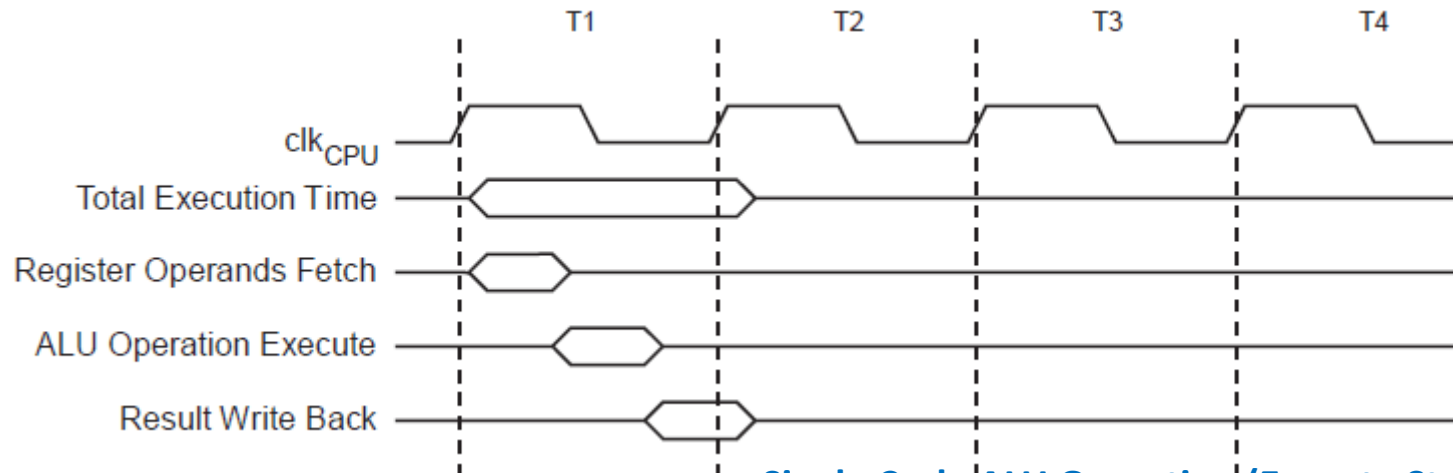 T1 T2 T3 T4
clkCPU
Total Execution Time
Register Operands Fetch
ALU Operation Execute
Result Write Back